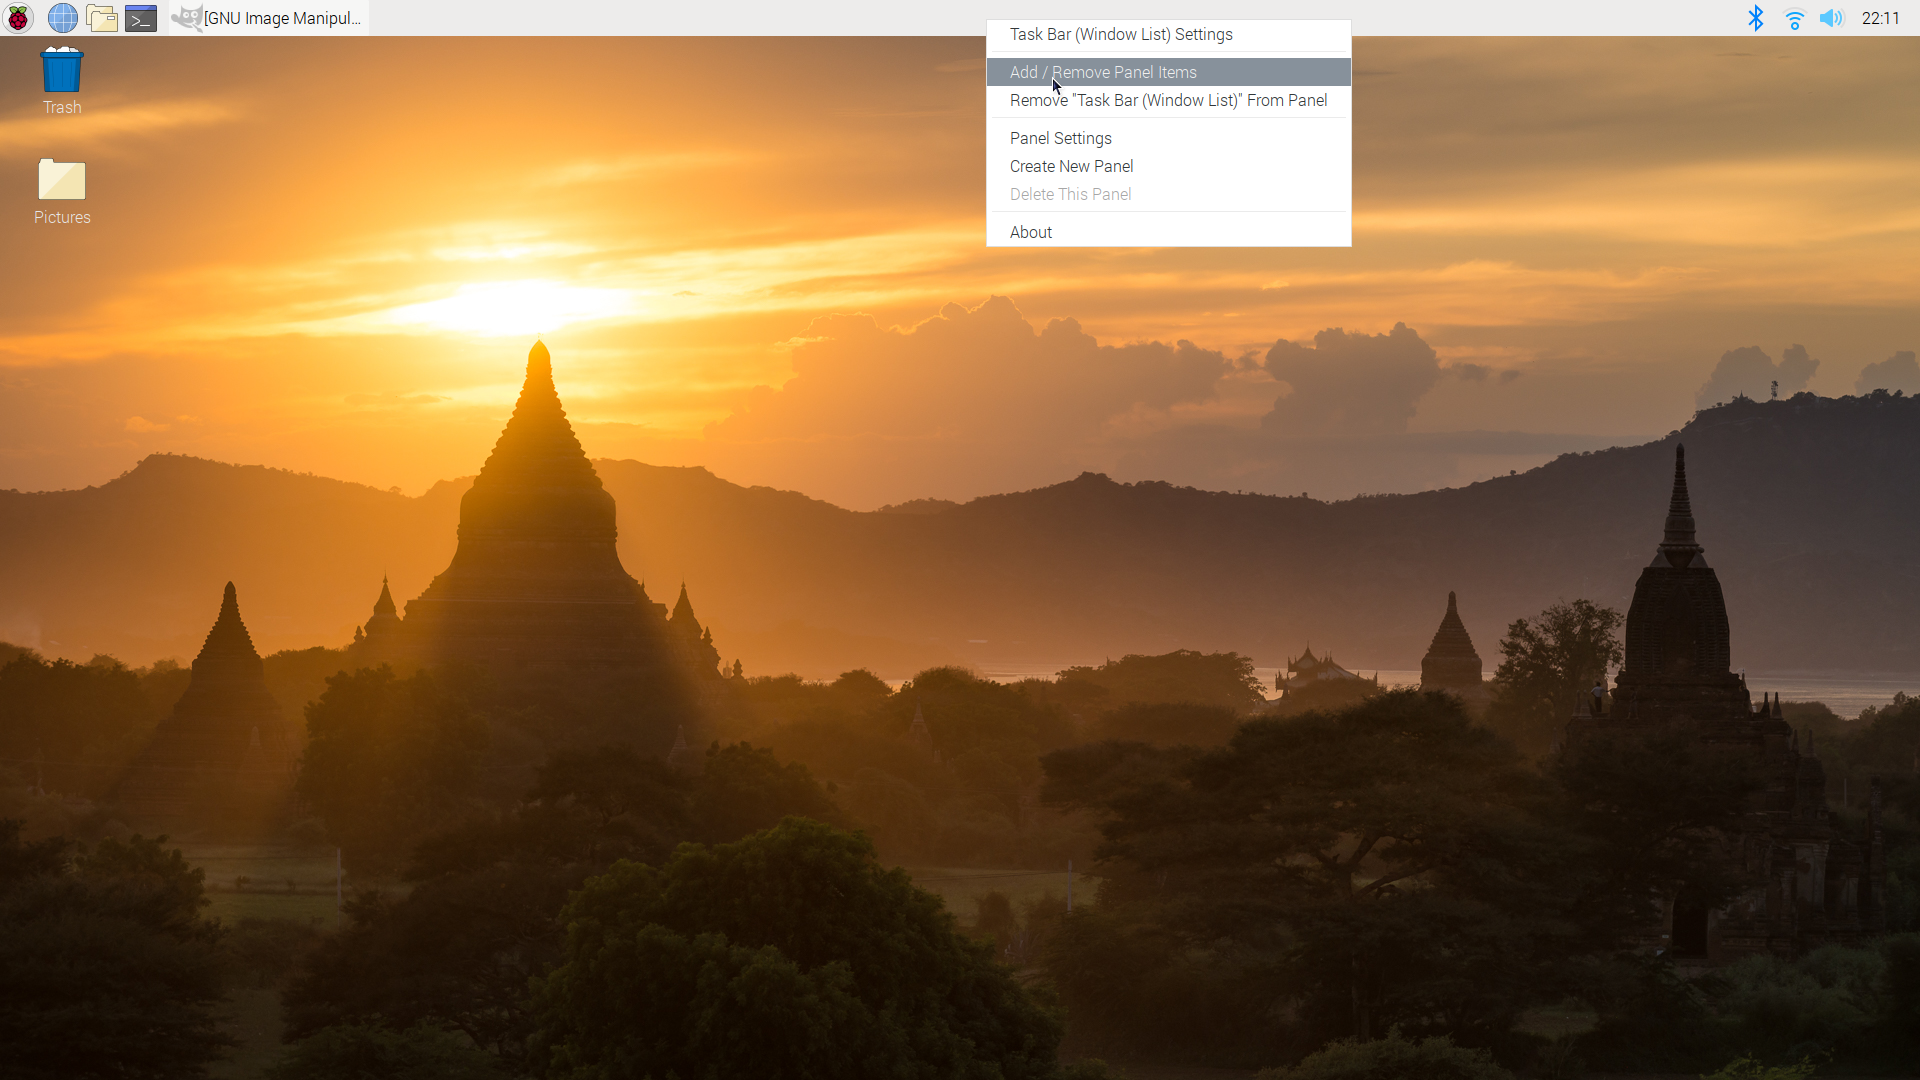 [GNU Image Manipul...
22:11
Trash
Pictures
Task Bar (Window List) Settings
Add / Remove Panel Items
Remove "Task Bar (Window List)" From Panel
Panel Settings
Create New Panel
Delete This Panel
About